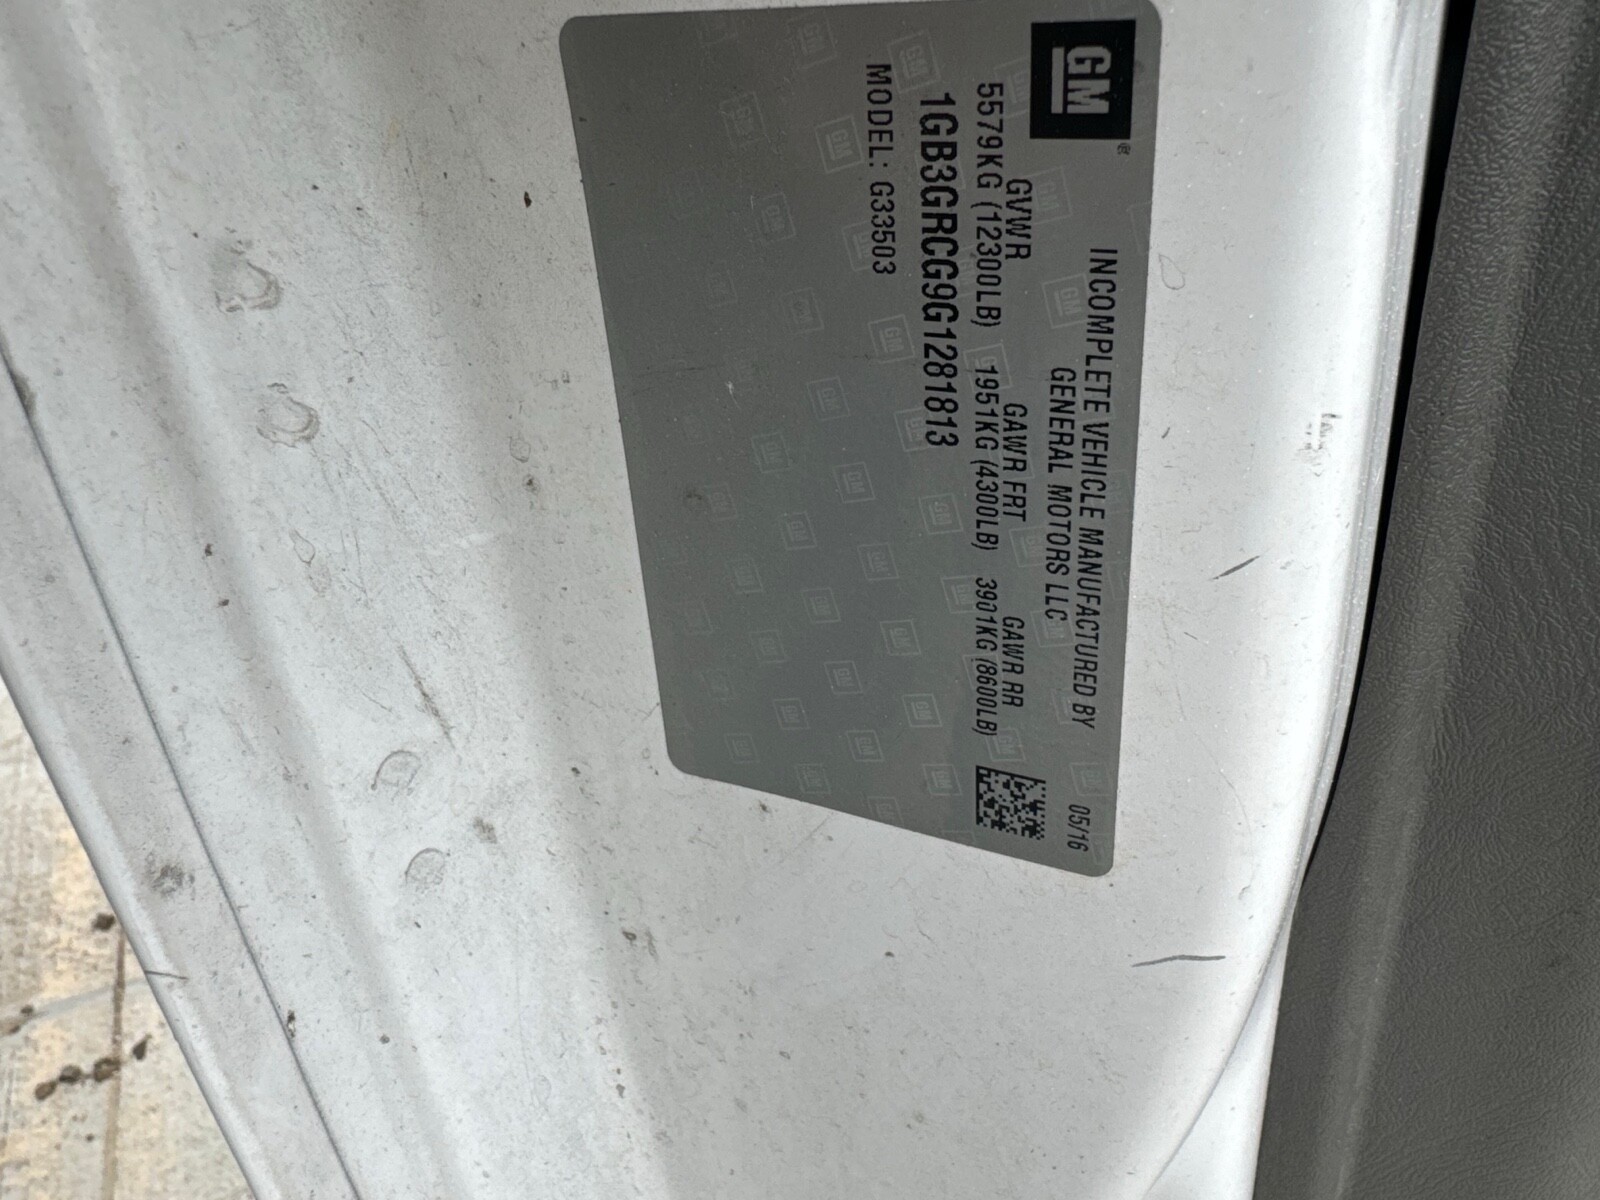 GM®
INCOMPLETE VEHICLE MANUFACTURED BY
GENERAL MOTORS LLC
05/16
GVWR GAWR FRT GAWR RR
5579KG (12300LB) 1951KG (4300LB) 3901KG (8600LB)
1GB3GRCG9G1281813
MODEL: G33503